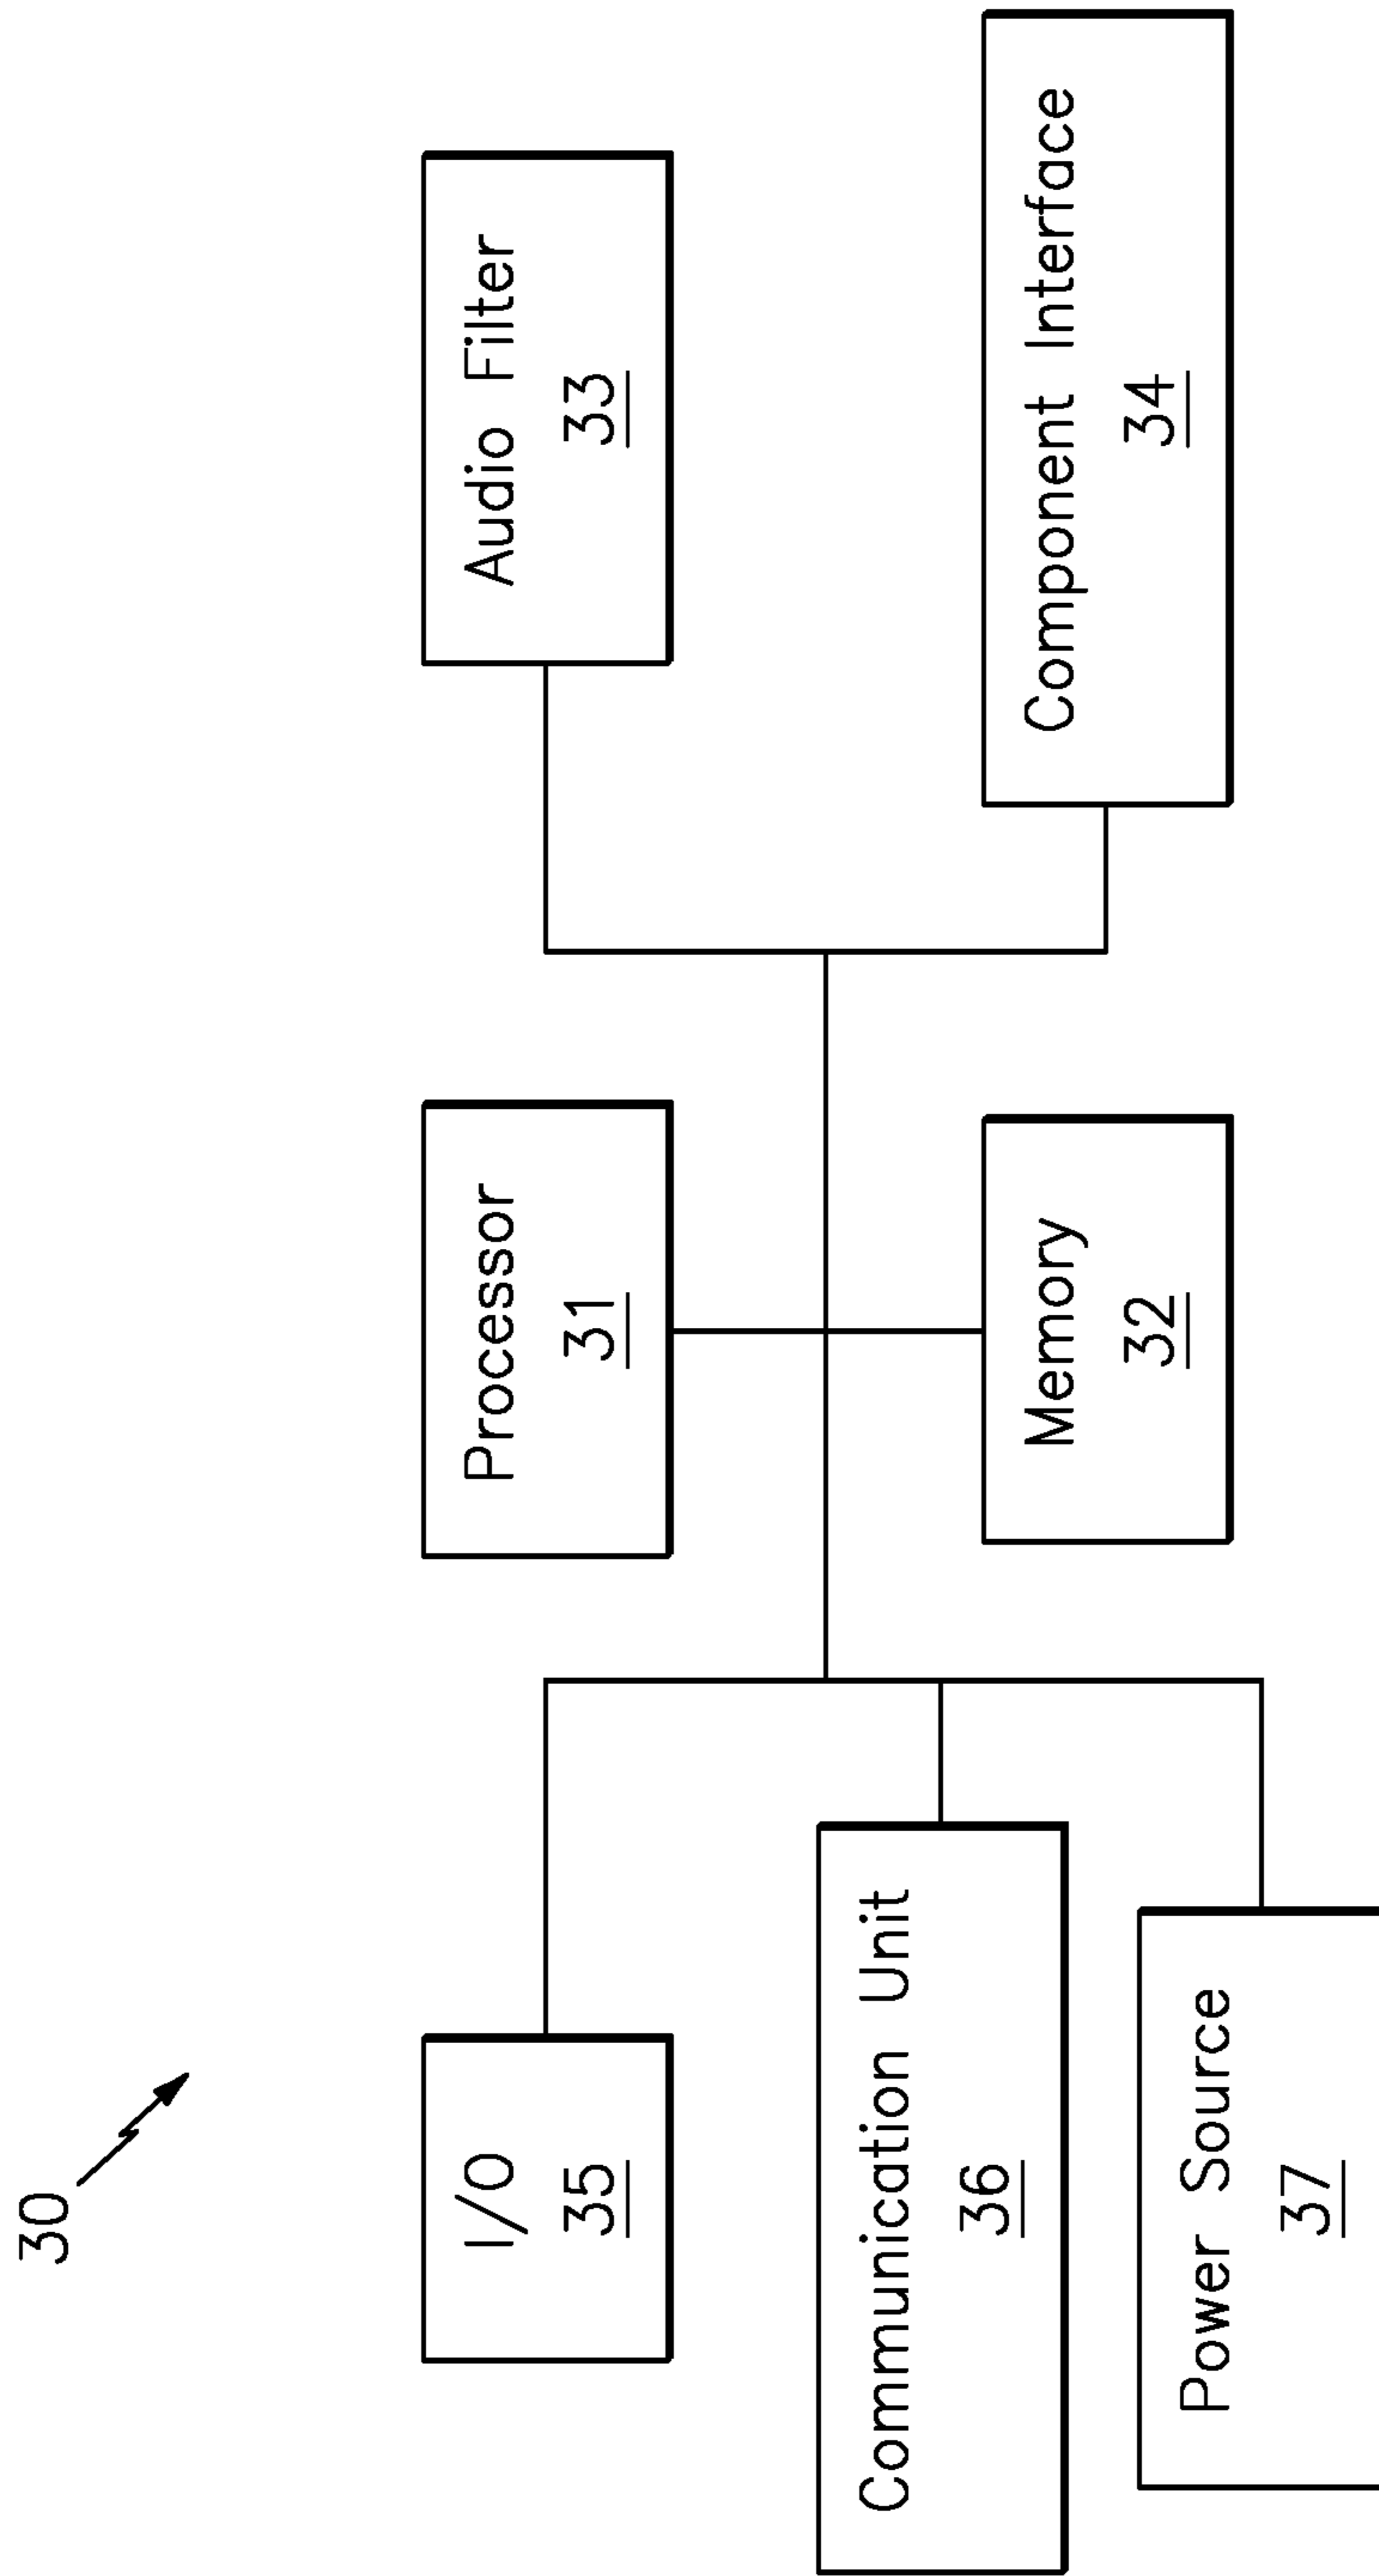 30
I/O
35
Communication Unit
36
Power Source
37
Processor
31
Memory
32
Audio Filter
33
Component Interface
34